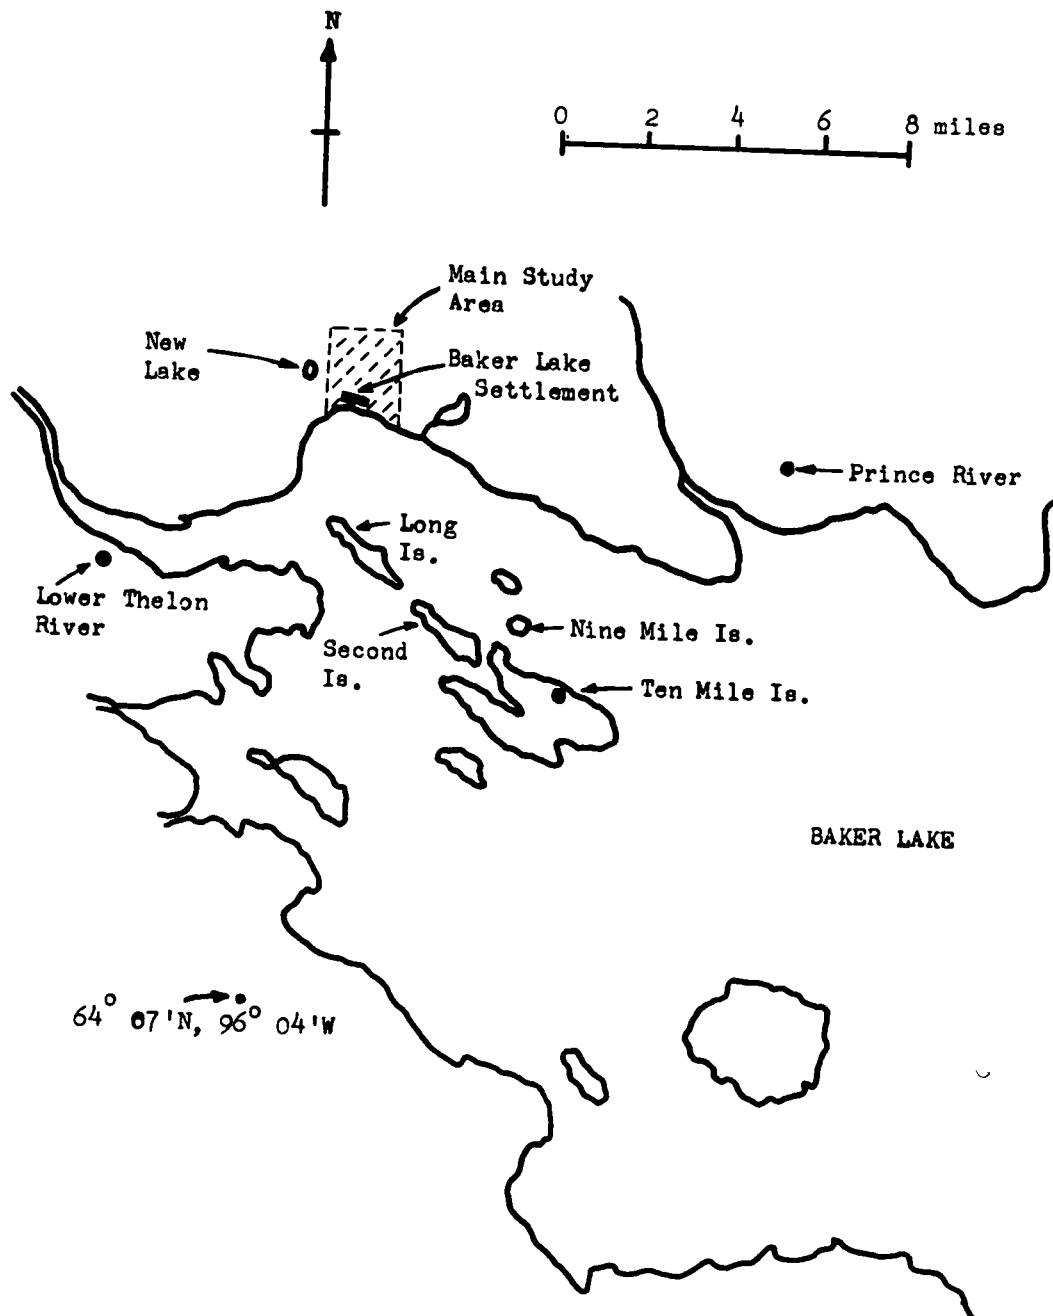 N
0 2 4 6 8 miles
Main Study
Area
New
Lake
Baker Lake
Settlement
Prince River
Long
Is.
Lower Thelon
River
Nine Mile Is.
Second
Is.
Ten Mile Is.
BAKER LAKE
64° 07'N, 96° 04'W